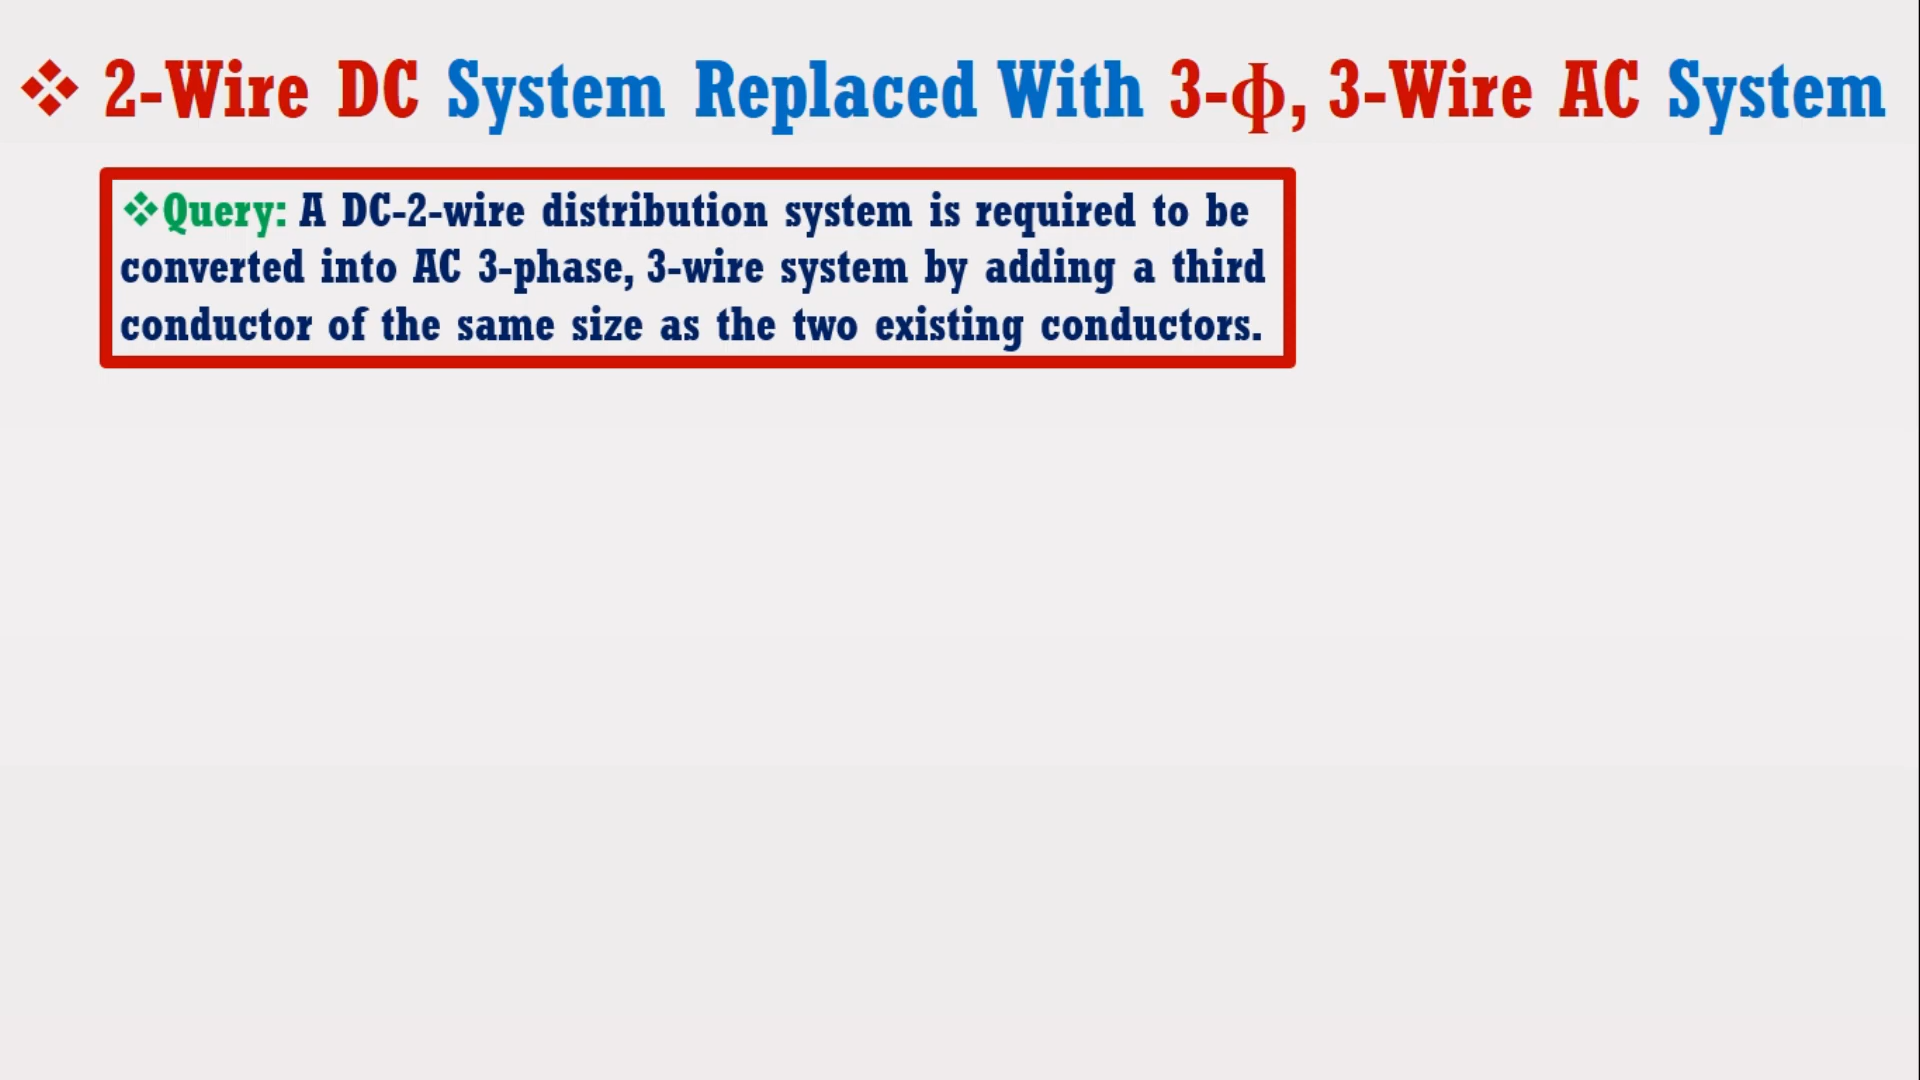 ❖ 2-Wire DC System Replaced With 3-ф, 3-Wire AC System
❖Query: A DC-2-wire distribution system is required to be
converted into AC 3-phase, 3-wire system by adding a third
conductor of the same size as the two existing conductors.